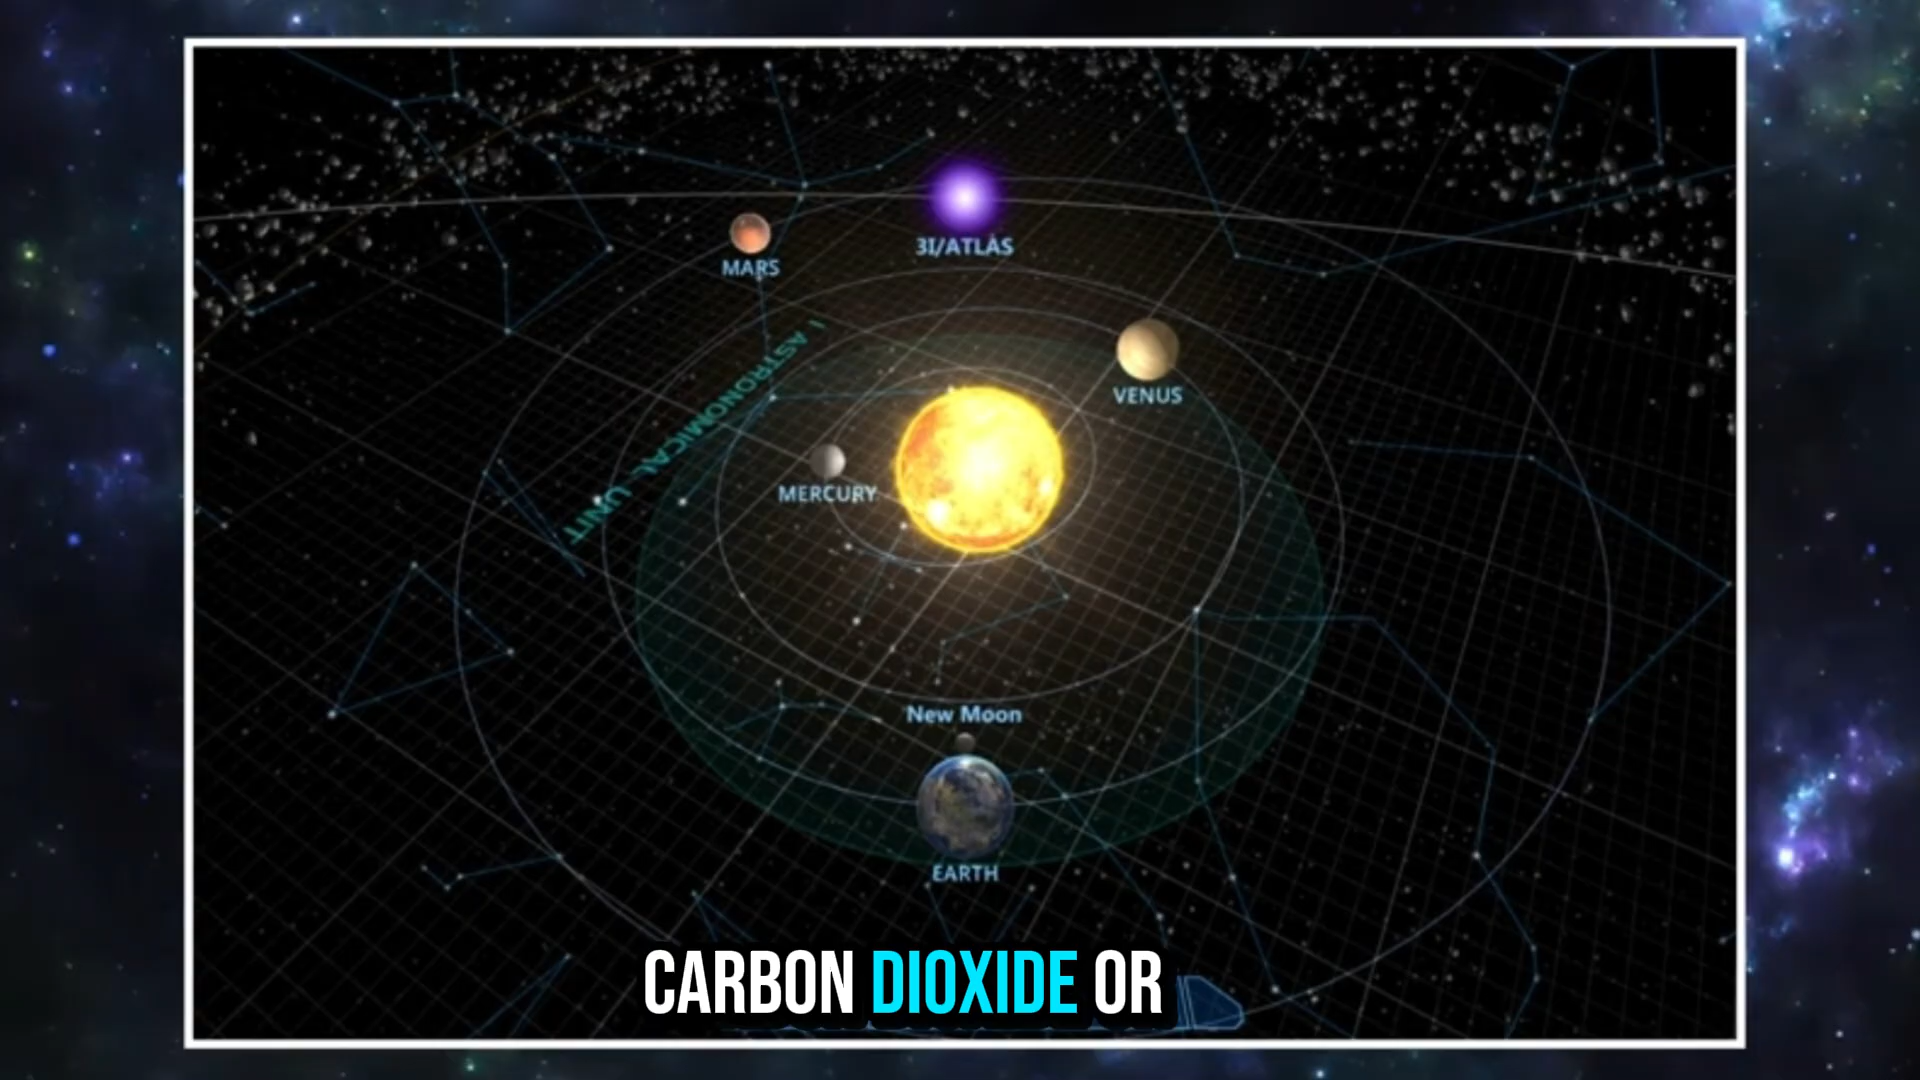 3I/ATLAS
MARS
1 ASTRONOMICAL UNIT
VENUS
MERCURY
New Moon
EARTH
CARBON DIOXIDE OR